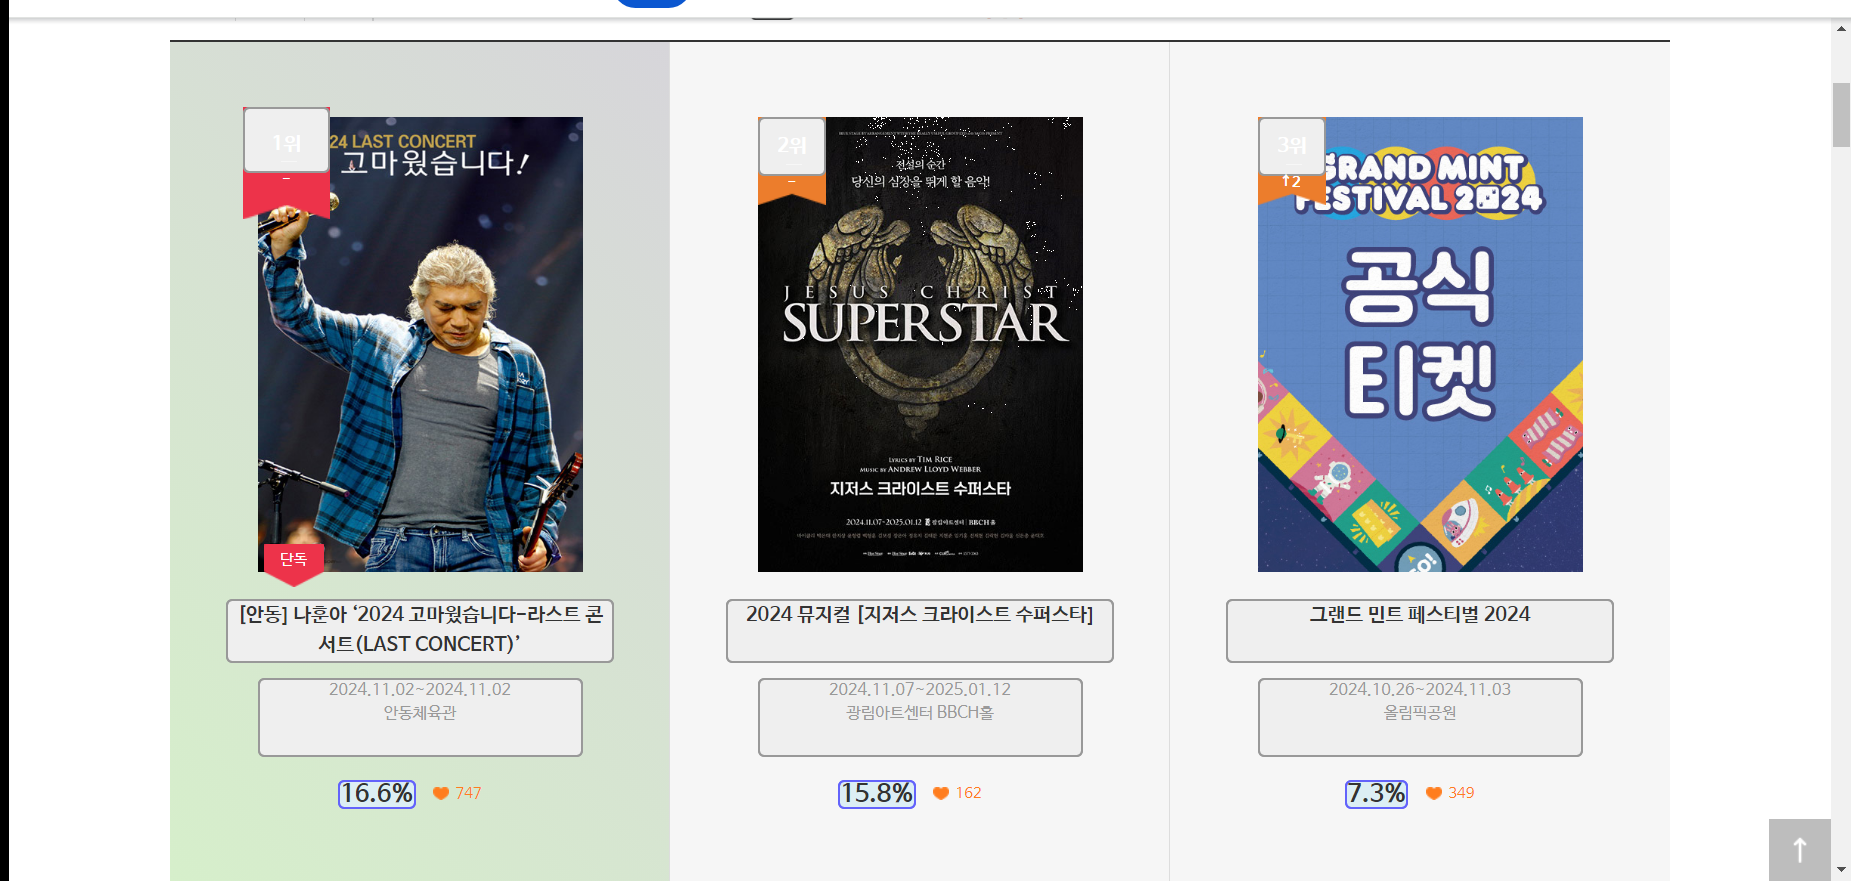 1위
–
24 LAST CONCERT
고마웠습니다!
단독
[안동] 나훈아 ‘2024 고마웠습니다-라스트 콘
서트(LAST CONCERT)’
2024.11.02~2024.11.02
안동체육관
16.6%
747
2위
–
전설의 순간
당신의 심장을 뛰게 할 음악!
JESUS CHRIST
SUPERSTAR
LYRICS BY TIM RICE
MUSIC BY ANDREW LLOYD WEBBER
지저스 크라이스트 수퍼스타
2024.11.07~2025.01.12 광림아트센터 BBCH홀
2024 뮤지컬 [지저스 크라이스트 수퍼스타]
2024.11.07~2025.01.12
광림아트센터 BBCH홀
15.8%
162
3위
↑2
GRAND MINT
FESTIVAL 2024
공식
티켓
GO!
그랜드 민트 페스티벌 2024
2024.10.26~2024.11.03
올림픽공원
7.3%
349
↑